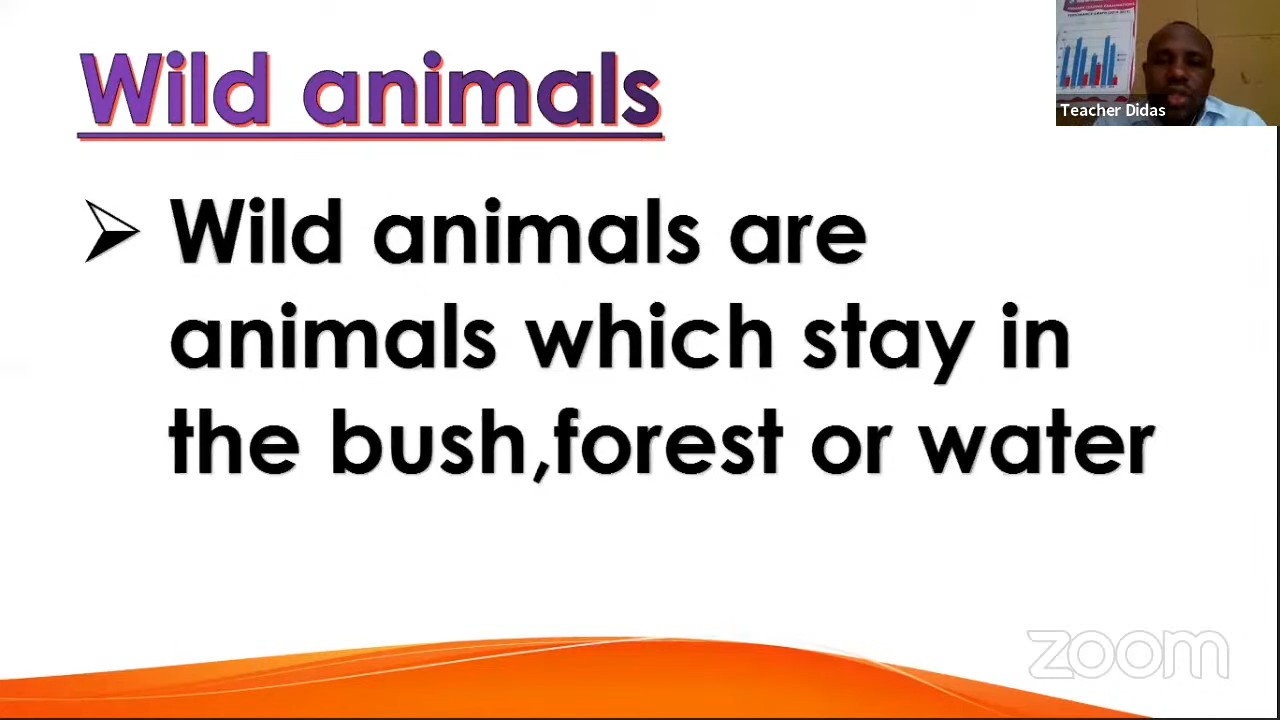 Wild animals
Teacher Didas
Wild animals are
animals which stay in
the bush,forest or water
zoom